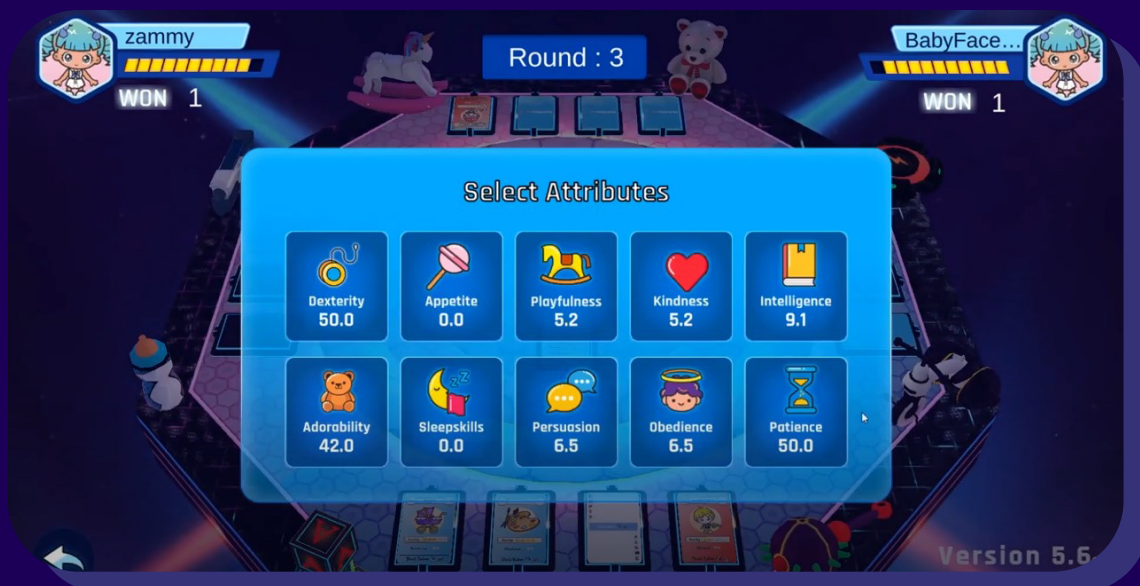 zammy
Round : 3
BabyFace...
WON 1
WON 1
Select Attributes
Dexterity
50.0
Appetite
0.0
Playfulness
5.2
Kindness
5.2
Intelligence
9.1
Adorability
42.0
Sleepskills
0.0
Persuasion
6.5
Obedience
6.5
Patience
50.0
Version 5.6